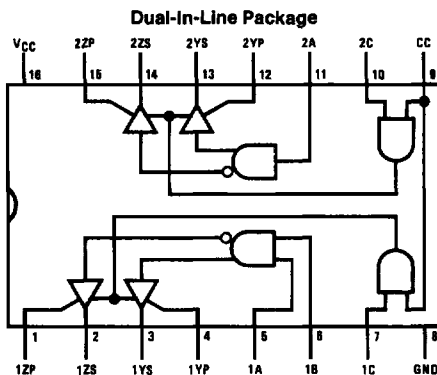 Dual-In-Line Package
VCC 2ZP 2ZS 2YS 2YP 2A 2C CC
16 15 14 13 12 11 10 9
1 2 3 4 5 6 7 8
1ZP 1ZS 1YS 1YP 1A 1B 1C GND